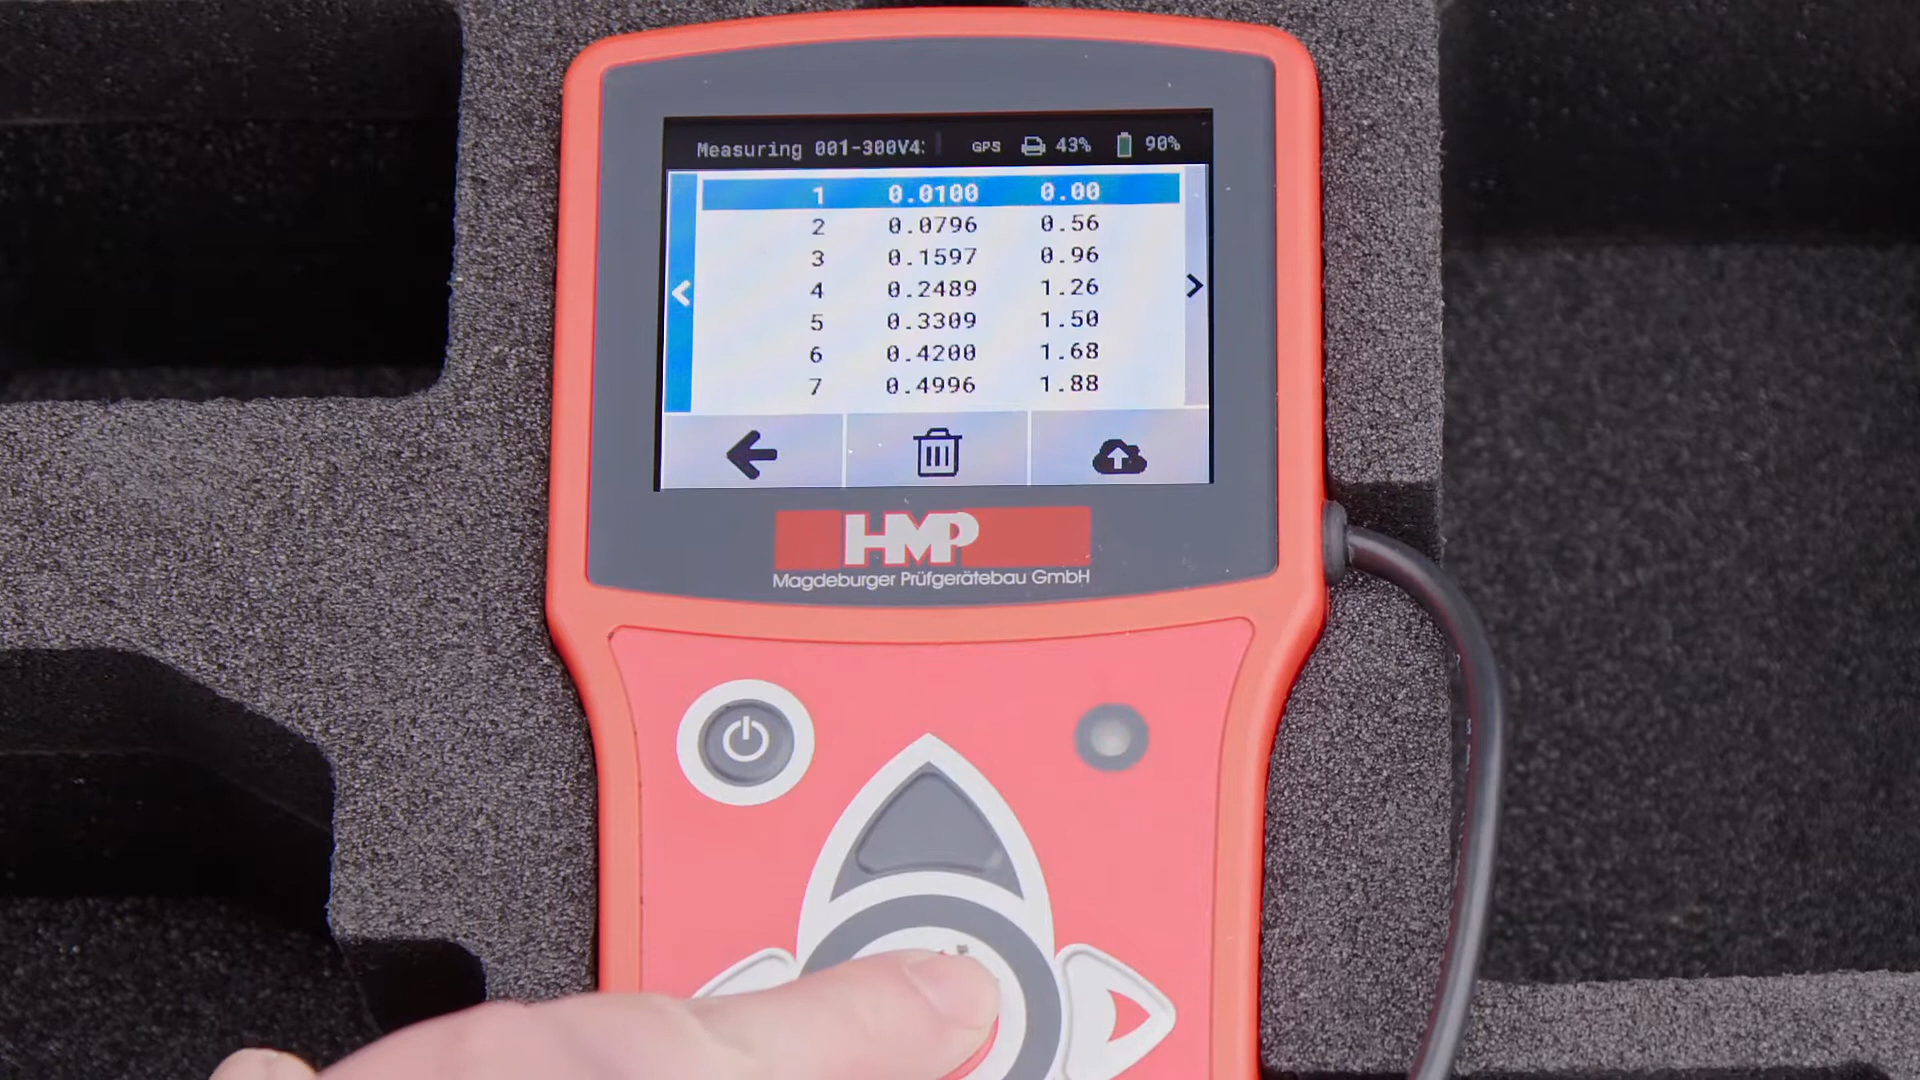 Measuring 001-300V4: GPS 43% 90%
1 0.0100 0.00
2 0.0796 0.56
3 0.1597 0.96
4 0.2489 1.26
5 0.3309 1.50
6 0.4200 1.68
7 0.4996 1.88
HMP
Magdeburger Prüfgerätebau GmbH